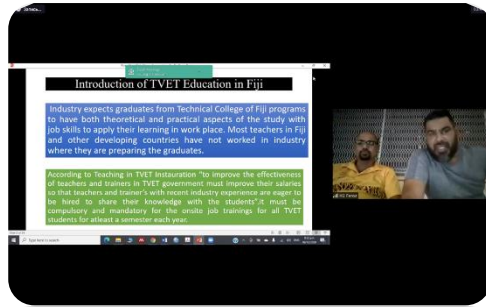 Introduction of TVET Education in Fiji
Industry expects graduates from Technical College of Fiji programs
to have both theoretical and practical aspects of the study with
job skills to apply their learning in work place. Most teachers in Fiji
and other developing countries have not worked in industry
where they are preparing the graduates.
According to Teaching in TVET Instauration "to improve the effectiveness
of teachers and trainers in TVET government must improve their salaries
so that teachers and trainer's with recent industry experience are eager to
be hired to share their knowledge with the students",it must be
compulsory and mandatory for the onsite job trainings for all TVET
students for atleast a semester each year.
Type here to search